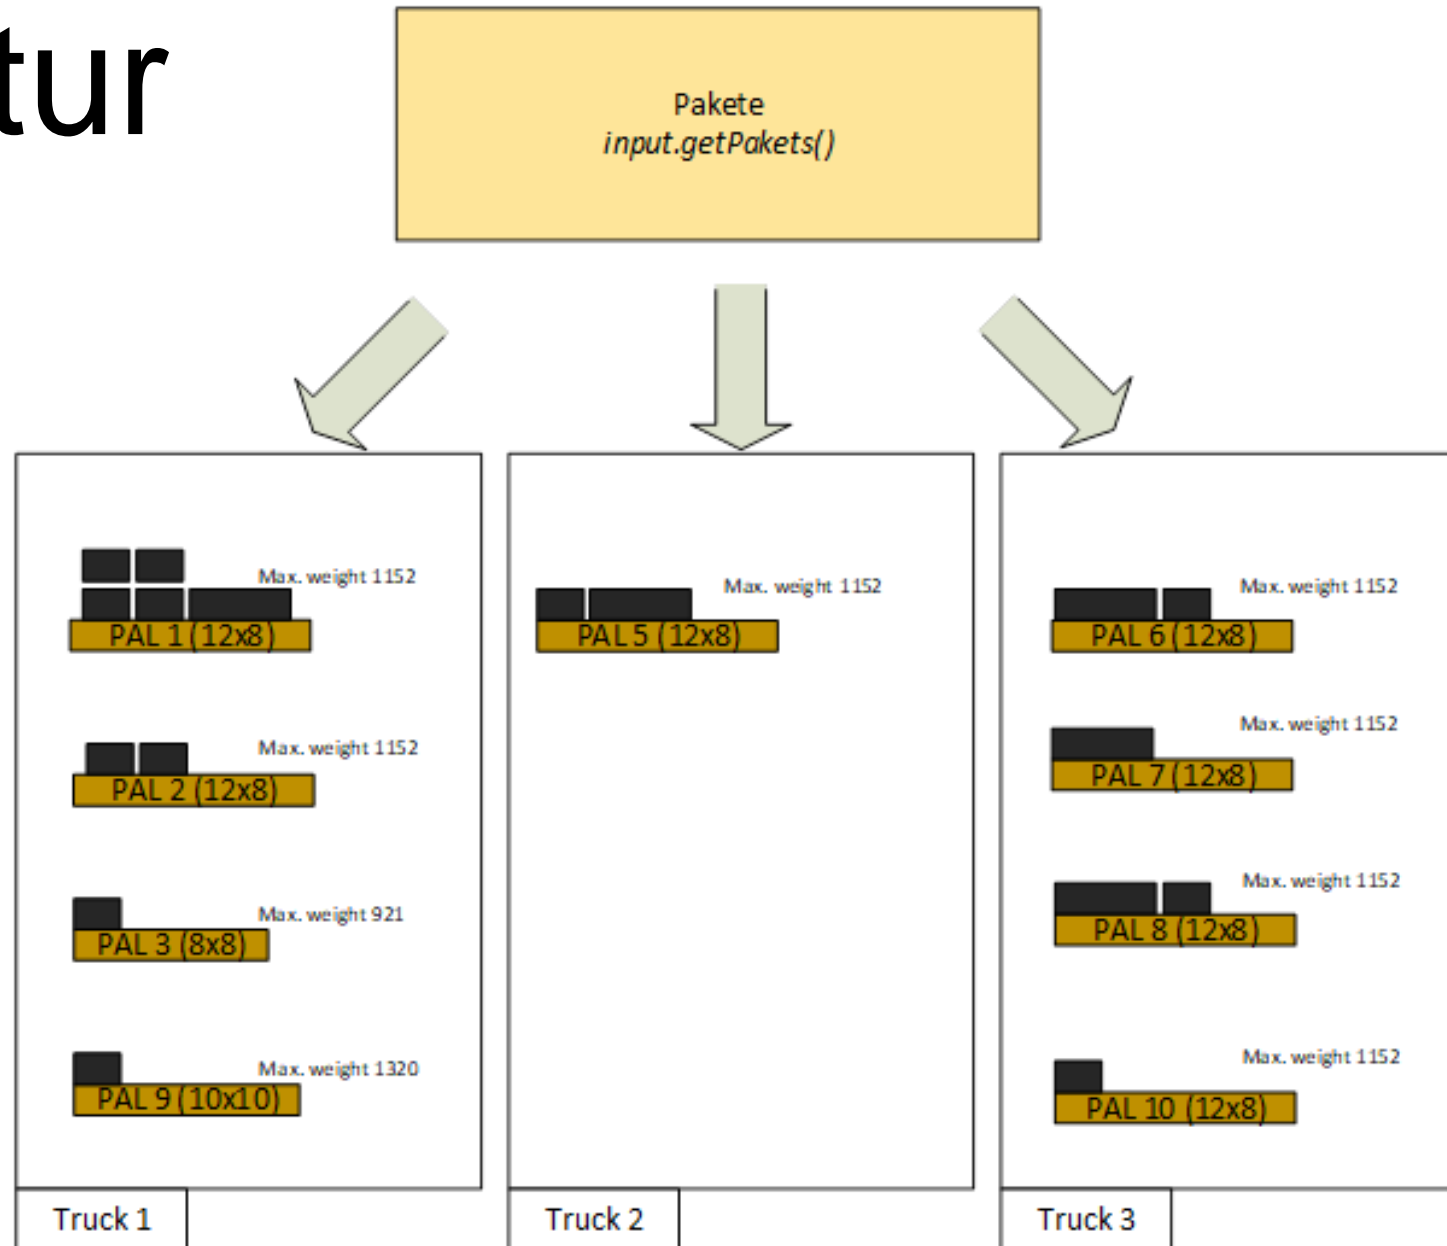 tur
Pakete
input.getPakets()
Max. weight 1152
PAL 1 (12x8)
Max. weight 1152
PAL 2 (12x8)
Max. weight 921
PAL 3 (8x8)
Max. weight 1320
PAL 9 (10x10)
Truck 1
Max. weight 1152
PAL 5 (12x8)
Truck 2
Max. weight 1152
PAL 6 (12x8)
Max. weight 1152
PAL 7 (12x8)
Max. weight 1152
PAL 8 (12x8)
Max. weight 1152
PAL 10 (12x8)
Truck 3